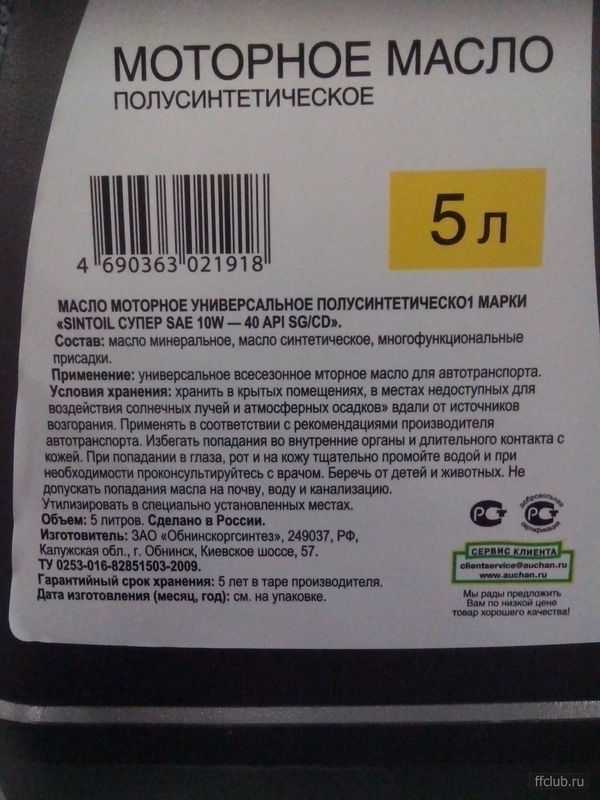 МОТОРНОЕ МАСЛО
ПОЛУСИНТЕТИЧЕСКОЕ
5 л
4 690363 021918
МАСЛО МОТОРНОЕ УНИВЕРСАЛЬНОЕ ПОЛУСИНТЕТИЧЕСКО1 МАРКИ
«SINTOIL СУПЕР SAE 10W — 40 API SG/CD».
Состав: масло минеральное, масло синтетическое, многофункциональные
присадки.
Применение: универсальное всесезонное мторное масло для автотранспорта.
Условия хранения: хранить в крытых помещениях, в местах недоступных для
воздействия солнечных лучей и атмосферных осадков» вдали от источников
возгорания. Применять в соответствии с рекомендациями производителя
автотранспорта. Избегать попадания во внутренние органы и длительного контакта с
кожей. При попадании в глаза, рот и на кожу тщательно промойте водой и при
необходимости проконсультируйтесь с врачом. Беречь от детей и животных. Не
допускать попадания масла на почву, воду и канализацию.
Утилизировать в специально установленных местах.
Объем: 5 литров. Сделано в России.
Изготовитель: ЗАО «Обнинскоргсинтез», 249037, РФ,
Калужская обл., г. Обнинск, Киевское шоссе, 57.
ТУ 0253-016-82851503-2009.
Гарантийный срок хранения: 5 лет в таре производителя.
Дата изготовления (месяц, год): см. на упаковке.
РС
добровольная
РС
сертификация
СЕРВИС КЛИЕНТА
clientservice@auchan.ru
www.auchan.ru
Мы рады предложить
Вам по низкой цене
товар хорошего качества!
ffclub.ru